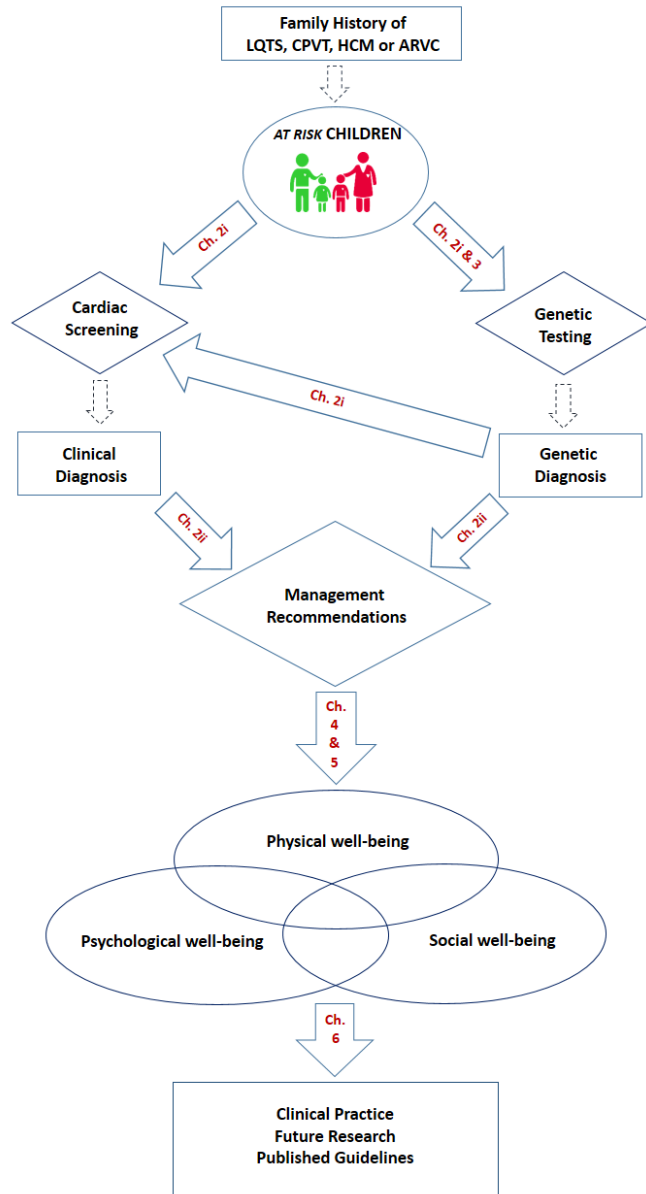 Family History of
LQTS, CPVT, HCM or ARVC
AT RISK CHILDREN
Ch. 2i
Ch. 2i & 3
Cardiac
Screening
Genetic
Testing
Ch. 2i
Clinical
Diagnosis
Genetic
Diagnosis
Ch. 2ii
Ch. 2ii
Management
Recommendations
Ch.
4
&
5
Physical well-being
Psychological well-being
Social well-being
Ch.
6
Clinical Practice
Future Research
Published Guidelines